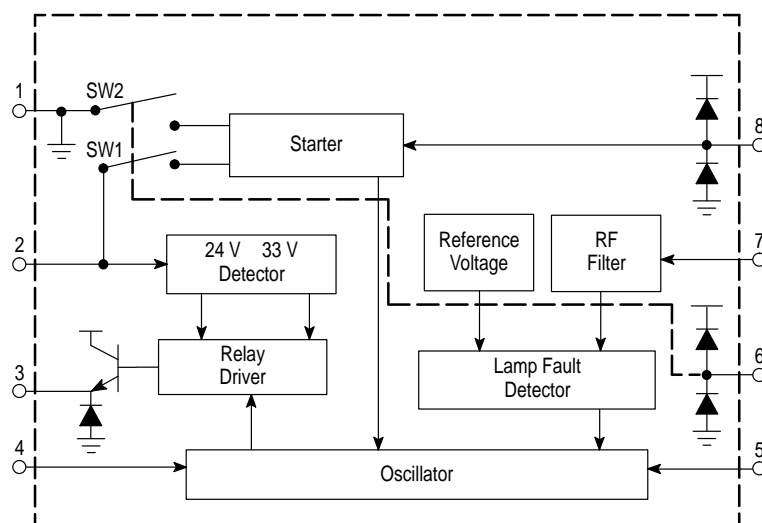 1
SW2
8
Starter
SW1
2
24 V 33 V
Detector
Reference
Voltage
RF
Filter
7
3
Relay
Driver
Lamp Fault
Detector
6
4
Oscillator
5